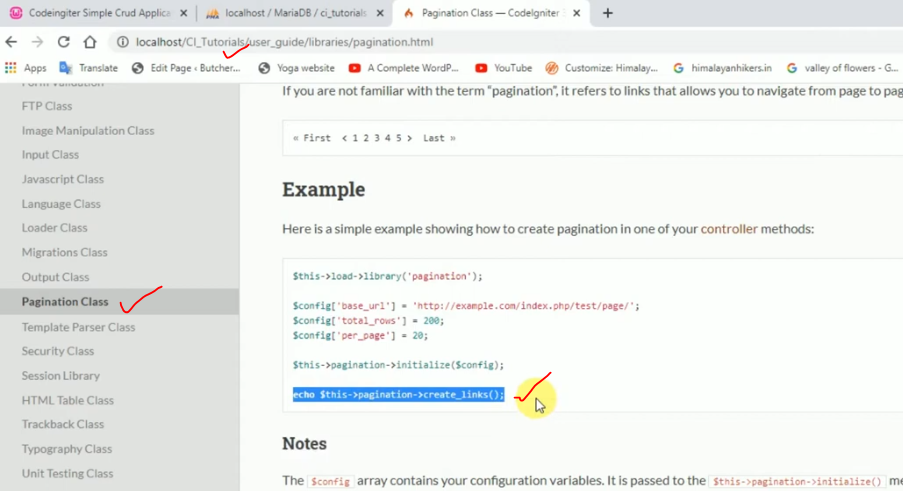 Codeingiter Simple Crud Applica
localhost / MariaDB / ci_tutorials
Pagination Class — CodeIgniter
localhost/CI_Tutorials/user_guide/libraries/pagination.html
Apps
Translate
Edit Page ‹ Butcher...
Yoga website
A Complete WordP...
YouTube
Customize: Himalay...
himalayanhikers.in
valley of flowers - G...
Form Validation
FTP Class
Image Manipulation Class
Input Class
Javascript Class
Language Class
Loader Class
Migrations Class
Output Class
Pagination Class
Template Parser Class
Security Class
Session Library
HTML Table Class
Trackback Class
Typography Class
Unit Testing Class
If you are not familiar with the term “pagination”, it refers to links that allows you to navigate from page to pag
« First < 1 2 3 4 5 > Last »
Example
Here is a simple example showing how to create pagination in one of your controller methods:
$this->load->library('pagination');
$config['base_url'] = 'http://example.com/index.php/test/page/';
$config['total_rows'] = 200;
$config['per_page'] = 20;
$this->pagination->initialize($config);
echo $this->pagination->create_links();
Notes
The $config array contains your configuration variables. It is passed to the $this->pagination->initialize() me